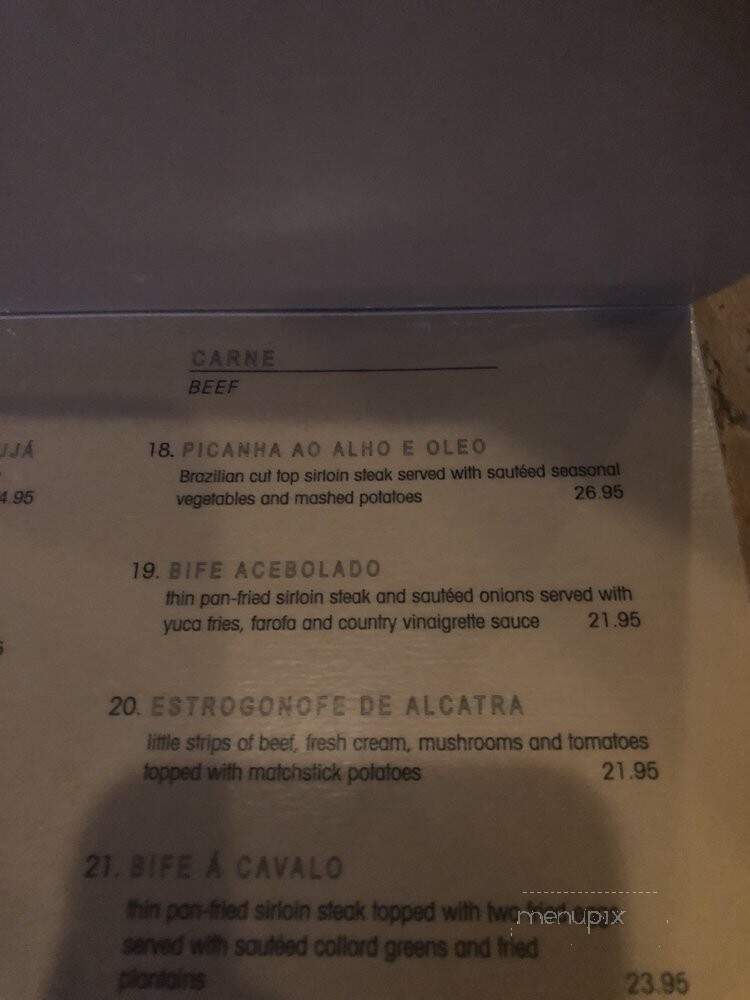 CARNE
BEEF
UJÁ
4.95
18. PICANHA AO ALHO E OLEO
Brazilian cut top sirloin steak served with sautéed seasonal
vegetables and mashed potatoes 26.95
19. BIFE ACEBOLADO
thin pan-fried sirloin steak and sautéed onions served with
yuca fries, farofa and country vinaigrette sauce 21.95
20. ESTROGONOFE DE ALCATRA
little strips of beef, fresh cream, mushrooms and tomatoes
topped with matchstick potatoes 21.95
21. BIFE Á CAVALO
thin pan-fried sirloin steak topped with two fried eggs
served with sautéed collard greens and fried
plantains 23.95
menupix